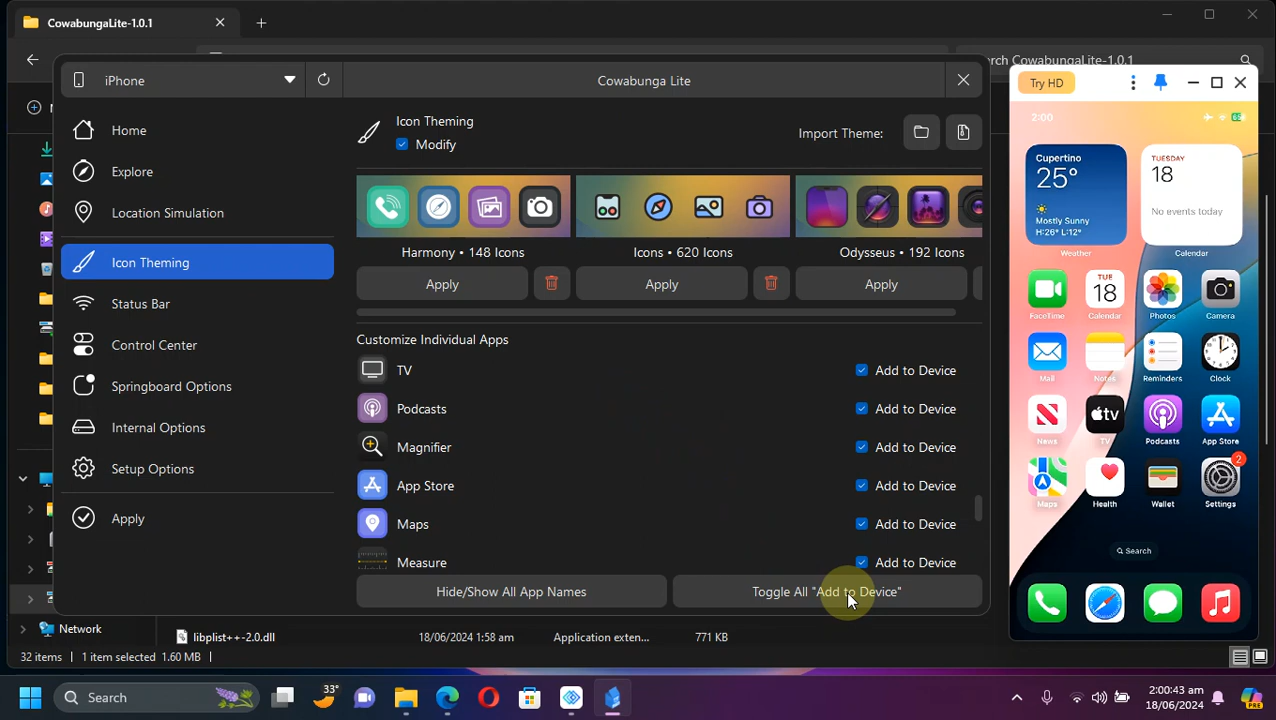 CowabungaLite-1.0.1
rch CowabungaLite-1.0.1
iPhone
Cowabunga Lite
Home
Explore
Location Simulation
Icon Theming
Status Bar
Control Center
Springboard Options
Internal Options
Setup Options
Apply
Icon Theming
Modify
Import Theme:
Harmony • 148 Icons
Icons • 620 Icons
Odysseus • 192 Icons
Apply
Apply
Apply
Customize Individual Apps
TV
Add to Device
Podcasts
Add to Device
Magnifier
Add to Device
App Store
Add to Device
Maps
Add to Device
Measure
Add to Device
Hide/Show All App Names
Toggle All "Add to Device"
Network
libplist++-2.0.dll
18/06/2024 1:58 am
Application exten...
771 KB
32 items
1 item selected 1.60 MB
Try HD
2:00
Cupertino
25°
Mostly Sunny
H:26° L:12°
Weather
TUESDAY
18
No events today
Calendar
FaceTime
TUE
18
Calendar
Photos
Camera
Mail
Notes
Reminders
Clock
News
tv
TV
Podcasts
App Store
Maps
Health
Wallet
2
Settings
Search
Search
33°
2:00:43 am
18/06/2024
PRE